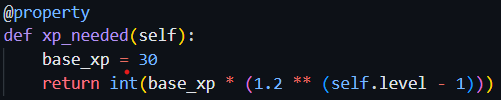 @property
def xp_needed(self):
    base_xp = 30
    return int(base_xp * (1.2 ** (self.level - 1)))